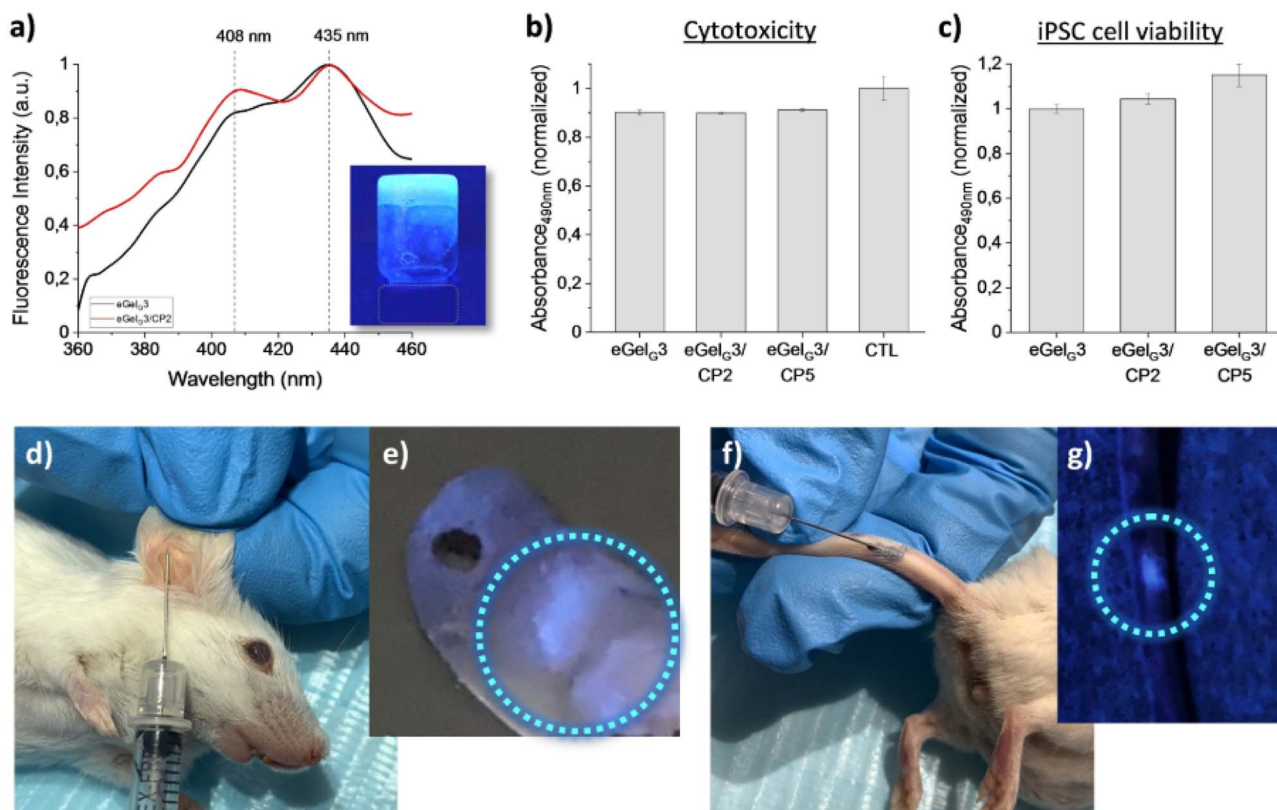 a)
408 nm
435 nm
Fluorescence Intensity (a.u.)
1
0,8
0,6
0,4
0,2
0
360
380
400
420
440
460
Wavelength (nm)
eGelG3
eGelG3/CP2
b)
Cytotoxicity
Absorbance490nm (normalized)
1
0,8
0,6
0,4
0,2
0
eGelG3
eGelG3/
CP2
eGelG3/
CP5
CTL
c)
iPSC cell viability
Absorbance490nm (normalized)
1.2
1
0,8
0,6
0,4
0,2
0
eGelG3
eGelG3/
CP2
eGelG3/
CP5
d)
e)
f)
g)